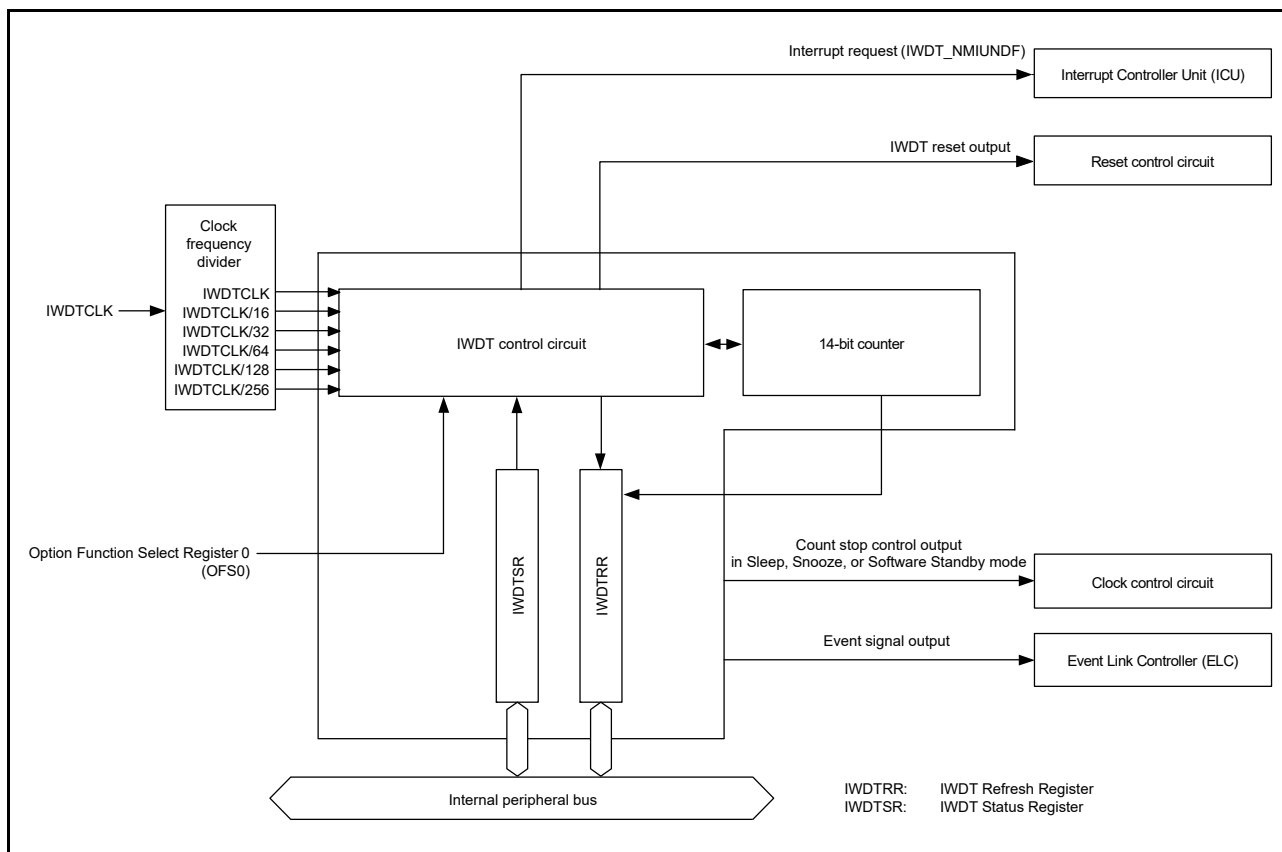 Interrupt request (IWDT_NMIUNDF)
Interrupt Controller Unit (ICU)
IWDT reset output
Reset control circuit
Clock
frequency
divider
IWDTCLK
IWDTCLK
IWDTCLK/16
IWDTCLK/32
IWDTCLK/64
IWDTCLK/128
IWDTCLK/256
IWDT control circuit
14-bit counter
Option Function Select Register 0
(OFS0)
IWDTSR
IWDTRR
Count stop control output
in Sleep, Snooze, or Software Standby mode
Clock control circuit
Event signal output
Event Link Controller (ELC)
Internal peripheral bus
IWDTRR: IWDT Refresh Register
IWDTSR: IWDT Status Register